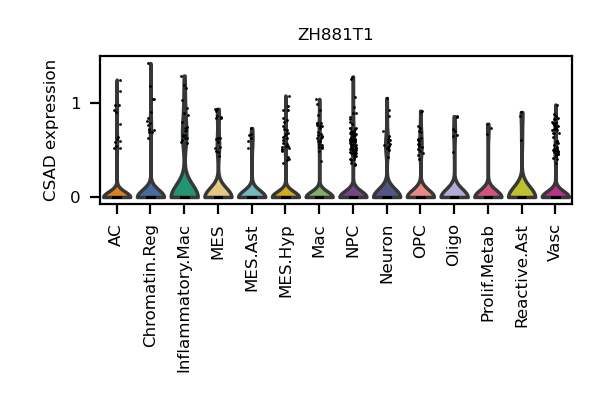 ZH881T1
CSAD expression
1
0
AC
Chromatin.Reg
Inflammatory.Mac
MES
MES.Ast
MES.Hyp
Mac
NPC
Neuron
OPC
Oligo
Prolif.Metab
Reactive.Ast
Vasc